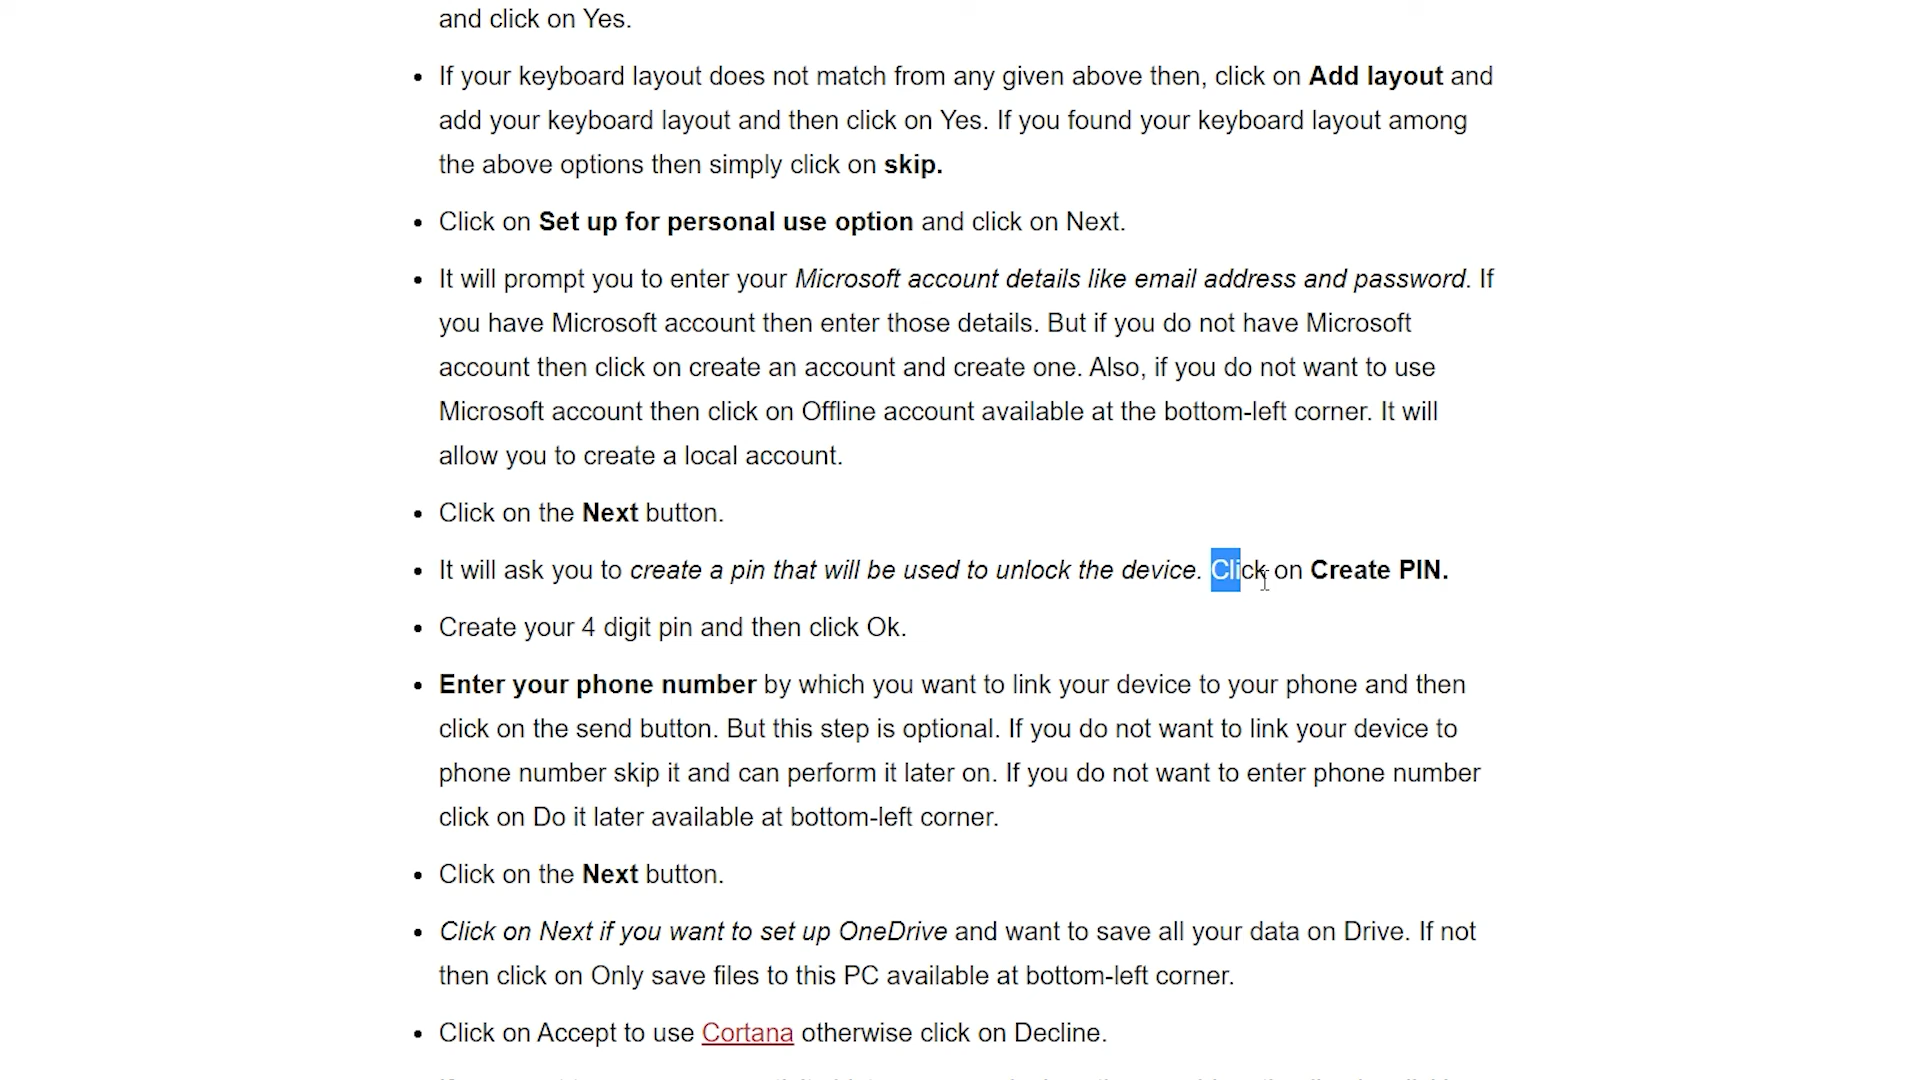 and click on Yes.
If your keyboard layout does not match from any given above then, click on Add layout and
add your keyboard layout and then click on Yes. If you found your keyboard layout among
the above options then simply click on skip.
Click on Set up for personal use option and click on Next.
It will prompt you to enter your Microsoft account details like email address and password. If
you have Microsoft account then enter those details. But if you do not have Microsoft
account then click on create an account and create one. Also, if you do not want to use
Microsoft account then click on Offline account available at the bottom-left corner. It will
allow you to create a local account.
Click on the Next button.
It will ask you to create a pin that will be used to unlock the device. Click on Create PIN.
Create your 4 digit pin and then click Ok.
Enter your phone number by which you want to link your device to your phone and then
click on the send button. But this step is optional. If you do not want to link your device to
phone number skip it and can perform it later on. If you do not want to enter phone number
click on Do it later available at bottom-left corner.
Click on the Next button.
Click on Next if you want to set up OneDrive and want to save all your data on Drive. If not
then click on Only save files to this PC available at bottom-left corner.
Click on Accept to use Cortana otherwise click on Decline.